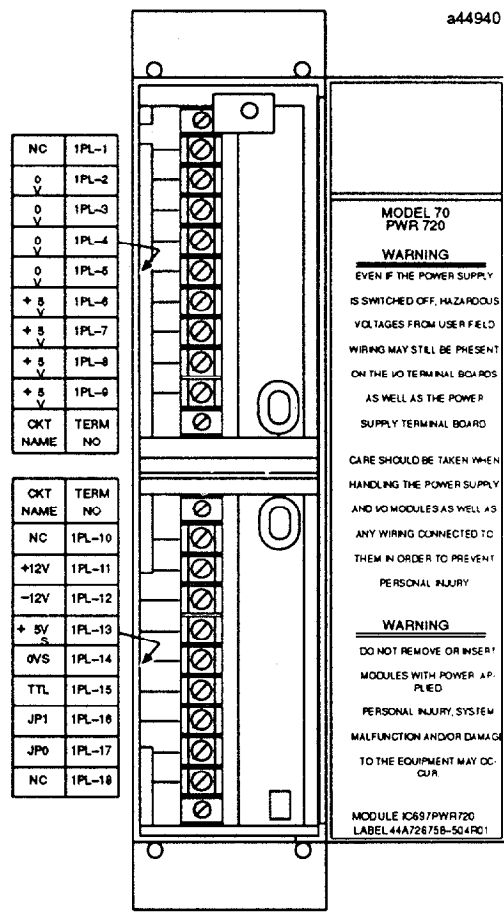 a44940
NC 1PL-1
0 V 1PL-2
0 V 1PL-3
0 V 1PL-4
0 V 1PL-5
+ 5 V 1PL-6
+ 5 V 1PL-7
+ 5 V 1PL-8
+ 5 V 1PL-9
CKT NAME TERM NO
CKT NAME TERM NO
NC 1PL-10
+12V 1PL-11
-12V 1PL-12
+ 5V S 1PL-13
0VS 1PL-14
TTL 1PL-15
JP1 1PL-16
JP0 1PL-17
NC 1PL-18
MODEL 70
PWR 720
WARNING
EVEN IF THE POWER SUPPLY
IS SWITCHED OFF, HAZARDOUS
VOLTAGES FROM USER FIELD
WIRING MAY STILL BE PRESENT
ON THE I/O TERMINAL BOARDS
AS WELL AS THE POWER
SUPPLY TERMINAL BOARD
CARE SHOULD BE TAKEN WHEN
HANDLING THE POWER SUPPLY
AND I/O MODULES AS WELL AS
ANY WIRING CONNECTED TO
THEM IN ORDER TO PREVENT
PERSONAL INJURY
WARNING
DO NOT REMOVE OR INSERT
MODULES WITH POWER AP-
PLIED
PERSONAL INJURY, SYSTEM
MALFUNCTION AND/OR DAMAGE
TO THE EQUIPMENT MAY OC-
CUR.
MODULE IC697PWR720
LABEL 44A726758-504R01